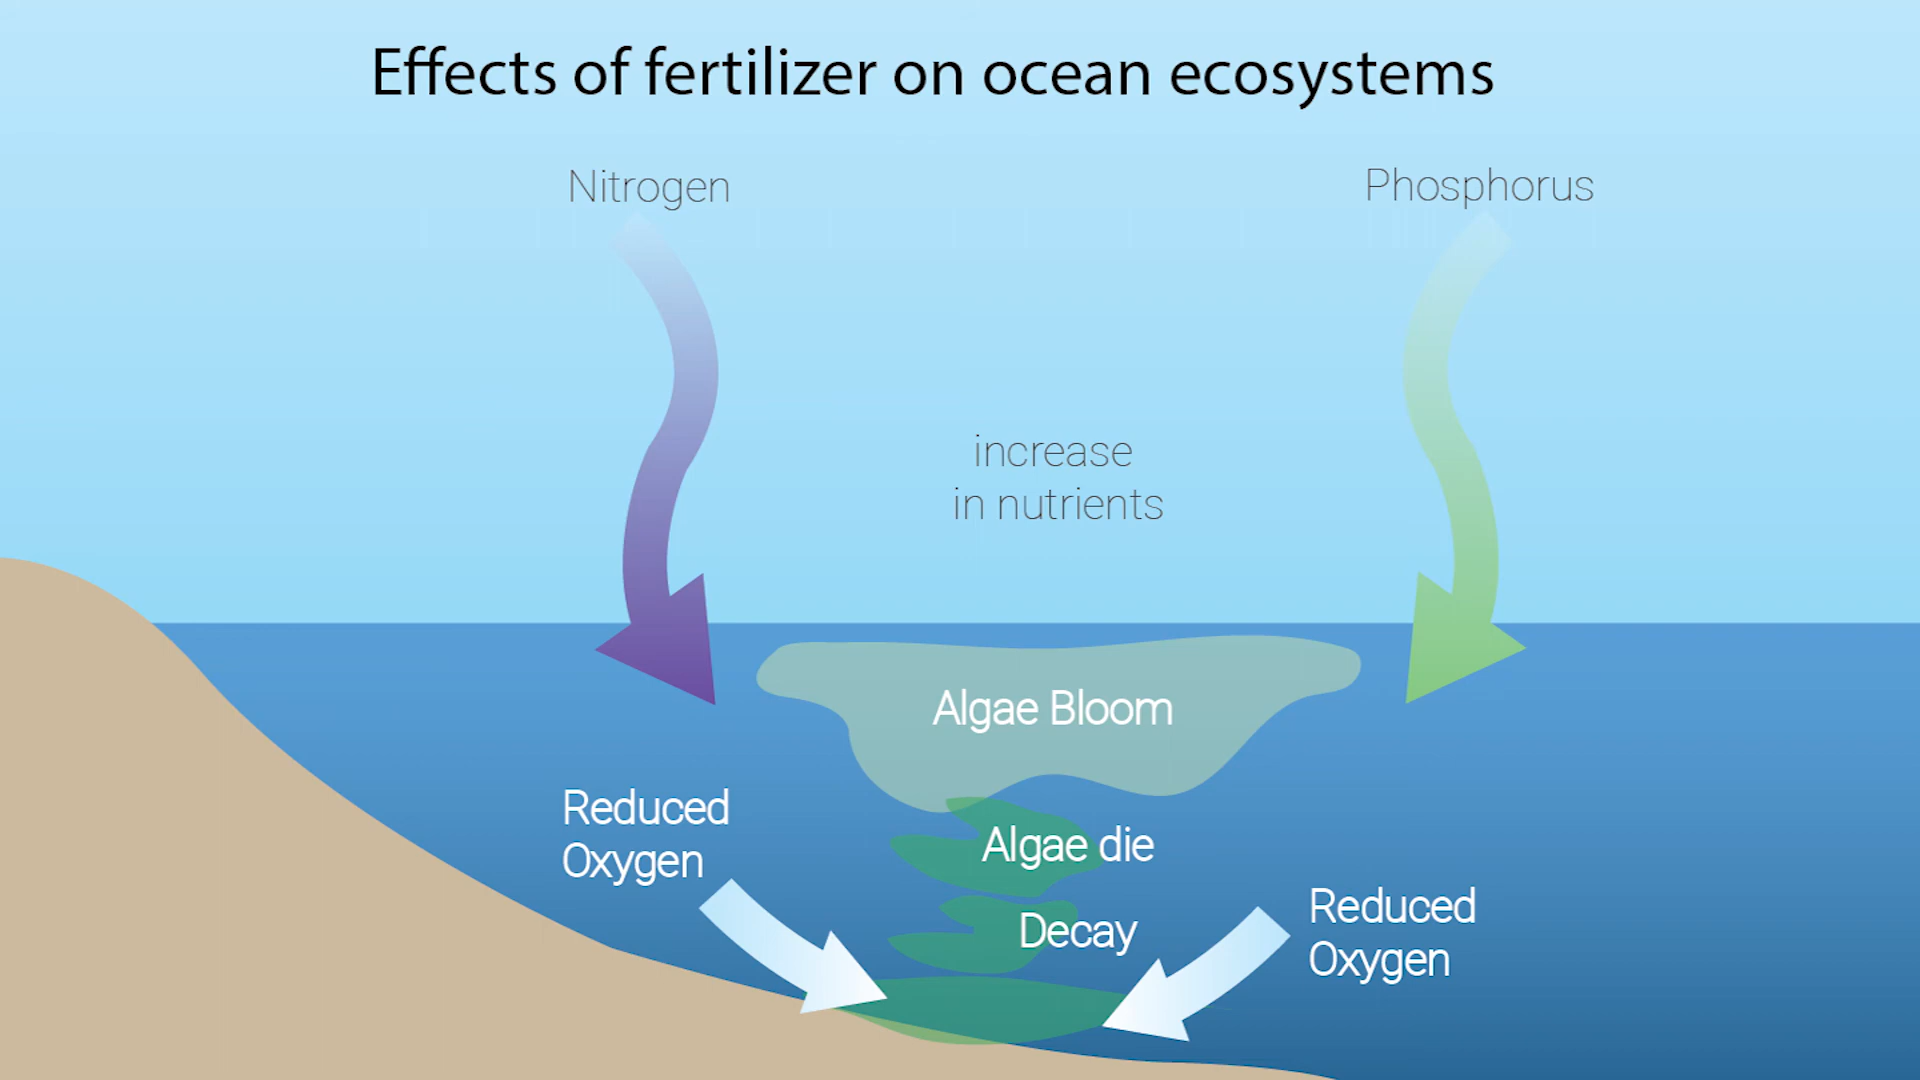 Effects of fertilizer on ocean ecosystems
Nitrogen
Phosphorus
increase
in nutrients
Algae Bloom
Reduced
Oxygen
Algae die
Decay
Reduced
Oxygen